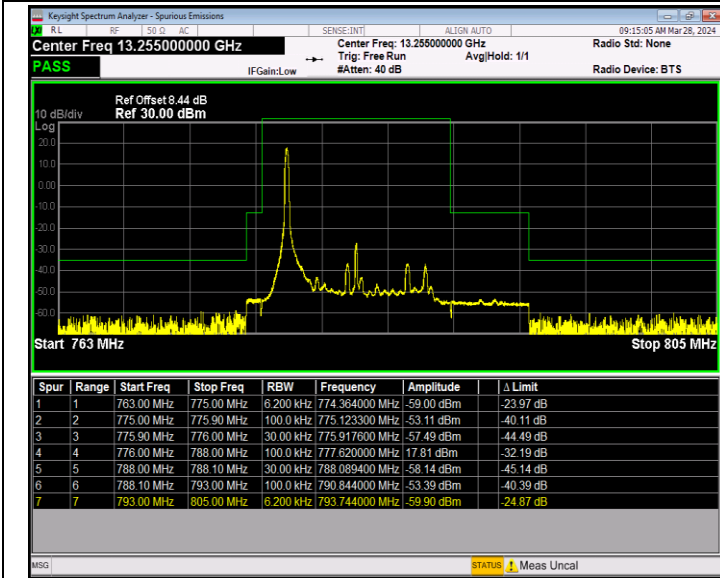 Keysight Spectrum Analyzer - Spurious Emissions
LXI RL RF 50 Ω AC SENSE:INT ALIGN AUTO 09:15:05 AM Mar 28, 2024
Center Freq 13.255000000 GHz Center Freq: 13.255000000 GHz Radio Std: None
Trig: Free Run Avg|Hold: 1/1
PASS IFGain:Low #Atten: 40 dB Radio Device: BTS
Ref Offset 8.44 dB
10 dB/div Ref 30.00 dBm
Log
20.0
10.0
0.00
-10.0
-20.0
-30.0
-40.0
-50.0
-60.0
Start 763 MHz Stop 805 MHz
Spur Range Start Freq Stop Freq RBW Frequency Amplitude Δ Limit
1 1 763.00 MHz 775.00 MHz 6.200 kHz 774.364000 MHz -59.00 dBm -23.97 dB
2 2 775.00 MHz 775.90 MHz 100.0 kHz 775.123300 MHz -53.11 dBm -40.11 dB
3 3 775.90 MHz 776.00 MHz 30.00 kHz 775.917600 MHz -57.49 dBm -44.49 dB
4 4 776.00 MHz 788.00 MHz 100.0 kHz 777.620000 MHz 17.81 dBm -32.19 dB
5 5 788.00 MHz 788.10 MHz 30.00 kHz 788.089400 MHz -58.14 dBm -45.14 dB
6 6 788.10 MHz 793.00 MHz 100.0 kHz 790.844000 MHz -53.39 dBm -40.39 dB
7 7 793.00 MHz 805.00 MHz 6.200 kHz 793.744000 MHz -59.90 dBm -24.87 dB
MSG STATUS Meas Uncal